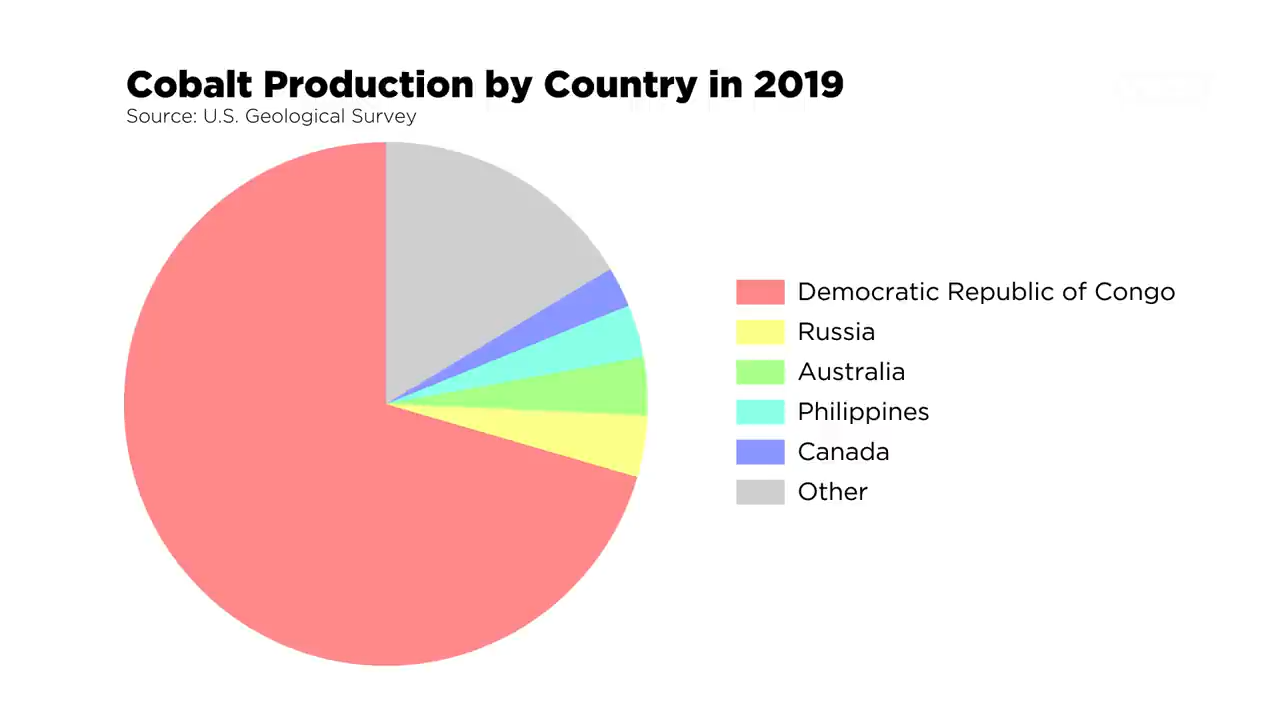 Cobalt Production by Country in 2019
Source: U.S. Geological Survey
Democratic Republic of Congo
Russia
Australia
Philippines
Canada
Other